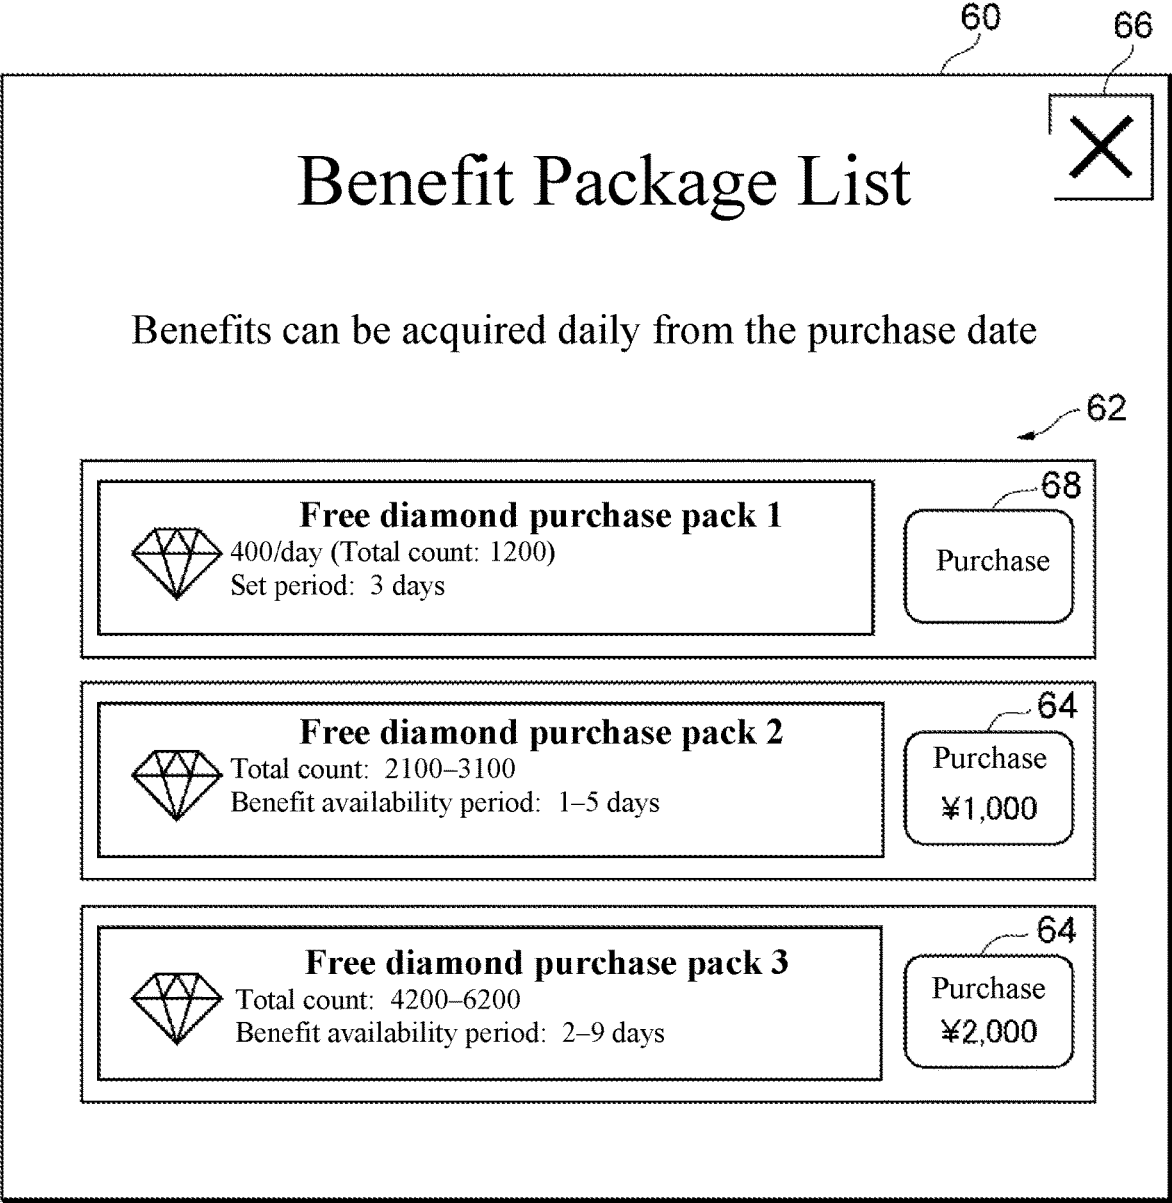 60
66
Benefit Package List
Benefits can be acquired daily from the purchase date
62
68
Free diamond purchase pack 1
400/day (Total count: 1200)
Set period: 3 days
Purchase
64
Free diamond purchase pack 2
Total count: 2100–3100
Benefit availability period: 1–5 days
Purchase
¥1,000
64
Free diamond purchase pack 3
Total count: 4200–6200
Benefit availability period: 2–9 days
Purchase
¥2,000